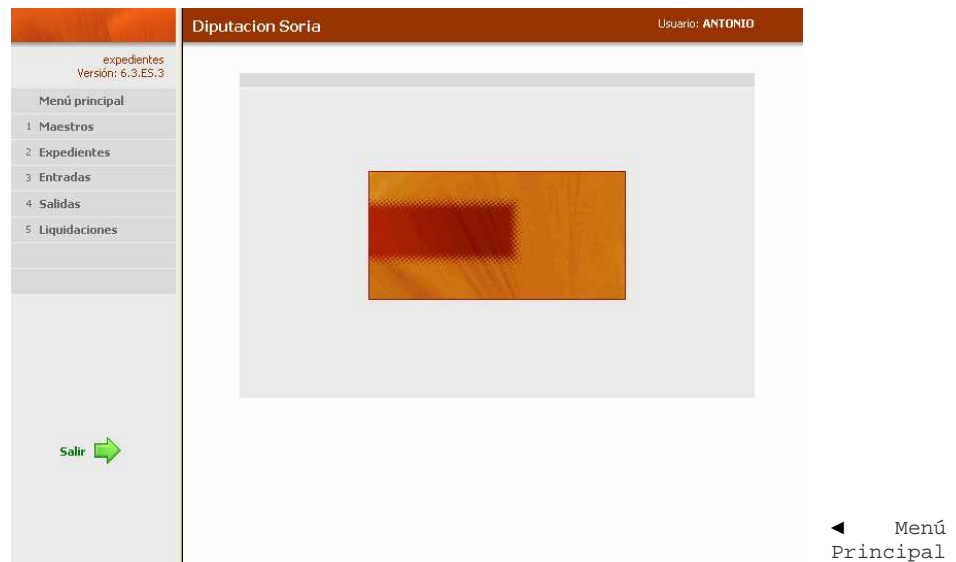 Diputacion Soria
Usuario: ANTONIO
expedientes
Versión: 6.3.ES.3
Menú principal
1 Maestros
2 Expedientes
3 Entradas
4 Salidas
5 Liquidaciones
Salir
◄ Menú
Principal